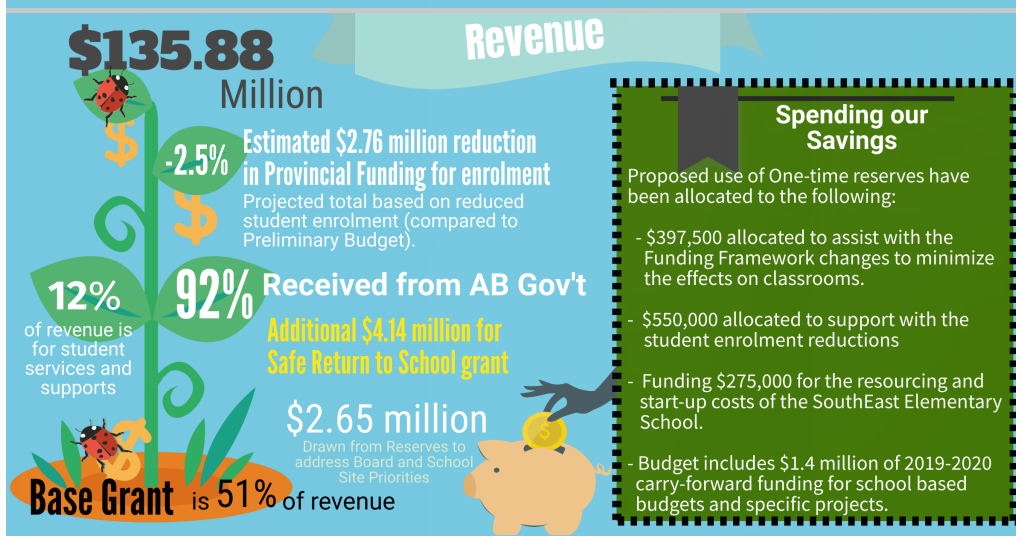 Revenue
$135.88
Million
-2.5%
Estimated $2.76 million reduction
in Provincial Funding for enrolment
Projected total based on reduced
student enrolment (compared to
Preliminary Budget).
12%
of revenue is
for student
services and
supports
92% Received from AB Gov't
Additional $4.14 million for
Safe Return to School grant
$2.65 million
Drawn from Reserves to
address Board and School
Site Priorities
Base Grant is 51% of revenue
Spending our
Savings
Proposed use of One-time reserves have
been allocated to the following:
- $397,500 allocated to assist with the
Funding Framework changes to minimize
the effects on classrooms.
- $550,000 allocated to support with the
student enrolment reductions
- Funding $275,000 for the resourcing and
start-up costs of the SouthEast Elementary
School.
- Budget includes $1.4 million of 2019-2020
carry-forward funding for school based
budgets and specific projects.